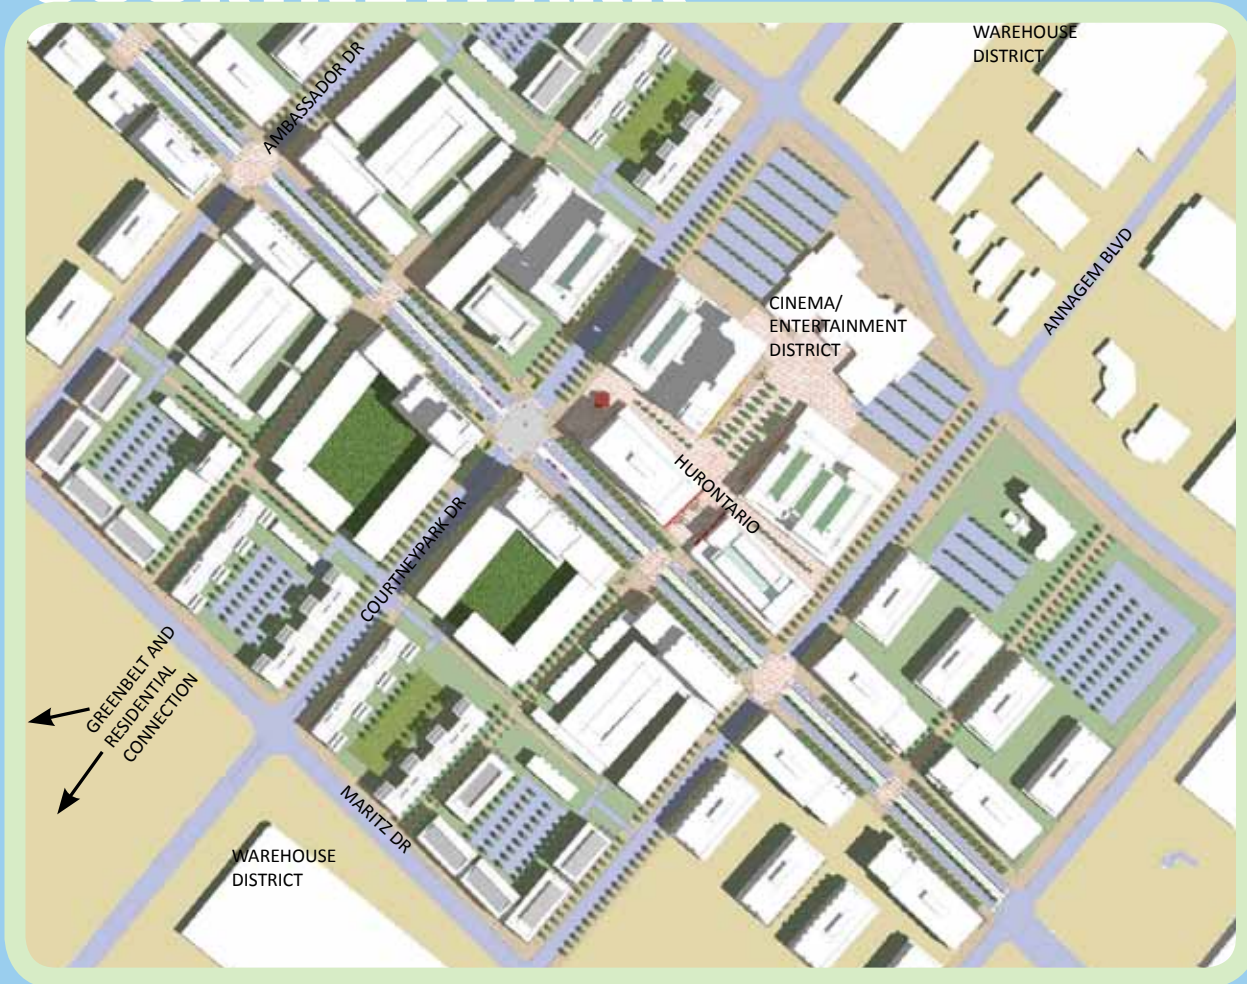 WAREHOUSE
DISTRICT
AMBASSADOR DR
ANNAGEM BLVD
CINEMA/
ENTERTAINMENT
DISTRICT
HURONTARIO
COURTNEYPARK DR
GREENBELT AND
RESIDENTIAL
CONNECTION
MARITZ DR
WAREHOUSE
DISTRICT